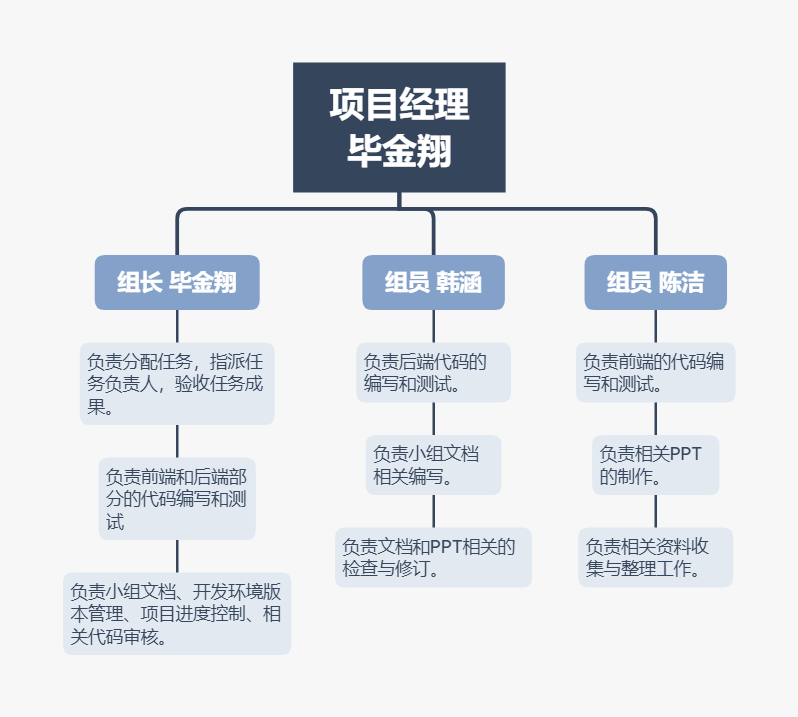 项目经理
毕金翔
组长 毕金翔
组员 韩涵
组员 陈洁
负责分配任务，指派任
务负责人，验收任务成
果。
负责前端和后端部
分的代码编写和测
试
负责小组文档、开发环境版
本管理、项目进度控制、相
关代码审核。
负责后端代码的
编写和测试。
负责小组文档
相关编写。
负责文档和PPT相关的
检查与修订。
负责前端的代码编
写和测试。
负责相关PPT
的制作。
负责相关资料收
集与整理工作。